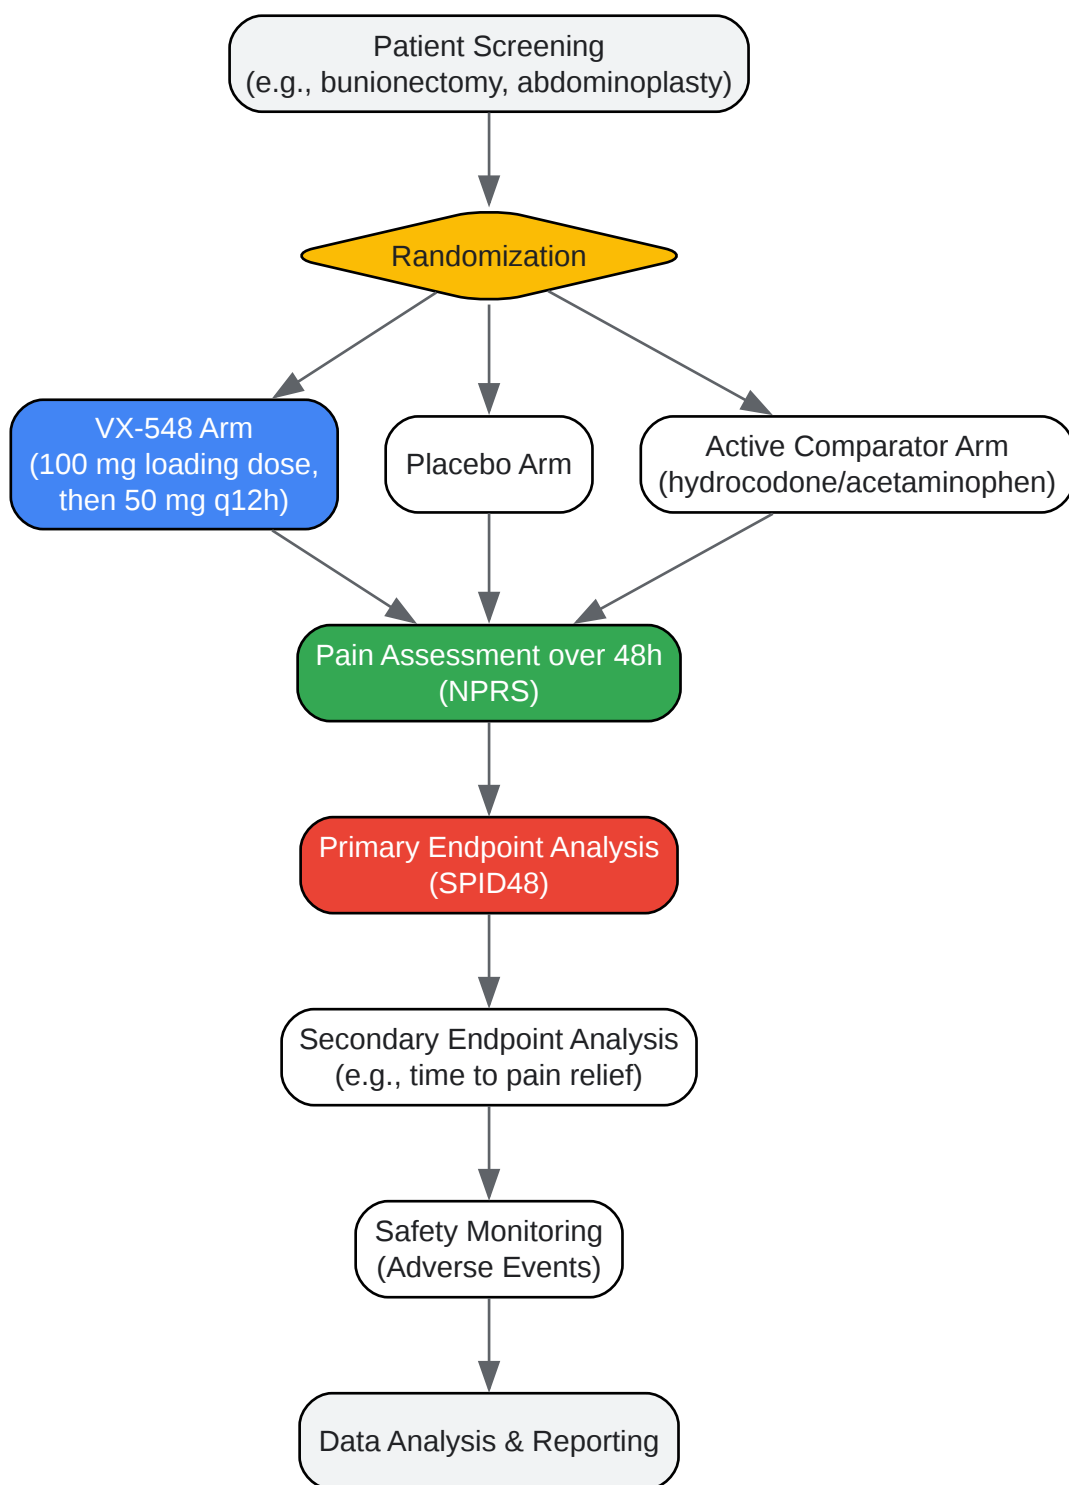 Patient Screening
(e.g., bunionectomy, abdominoplasty)
Randomization
VX-548 Arm
(100 mg loading dose,
then 50 mg q12h)
Placebo Arm
Active Comparator Arm
(hydrocodone/acetaminophen)
Pain Assessment over 48h
(NPRS)
Primary Endpoint Analysis
(SPID48)
Secondary Endpoint Analysis
(e.g., time to pain relief)
Safety Monitoring
(Adverse Events)
Data Analysis & Reporting